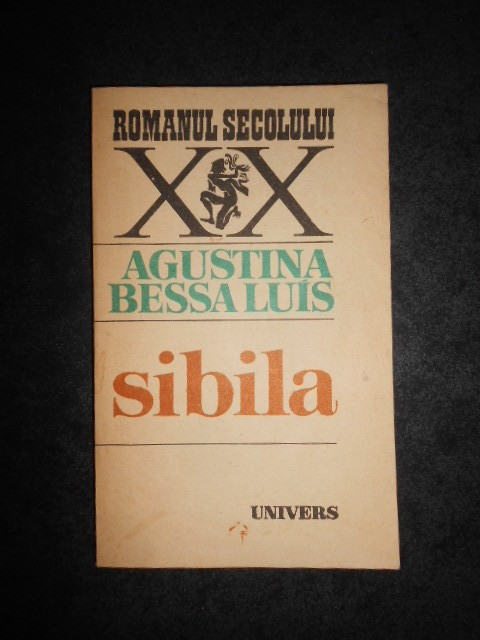 ROMANUL SECOLULUI
XX
AGUSTINA
BESSA LUÍS
sibila
UNIVERS